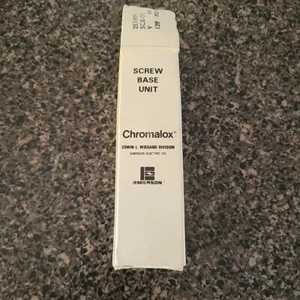 SCREW
BASE
UNIT
Chromalox®
EDWIN L. WIEGAND DIVISION
EMERSON ELECTRIC CO.
EMERSON